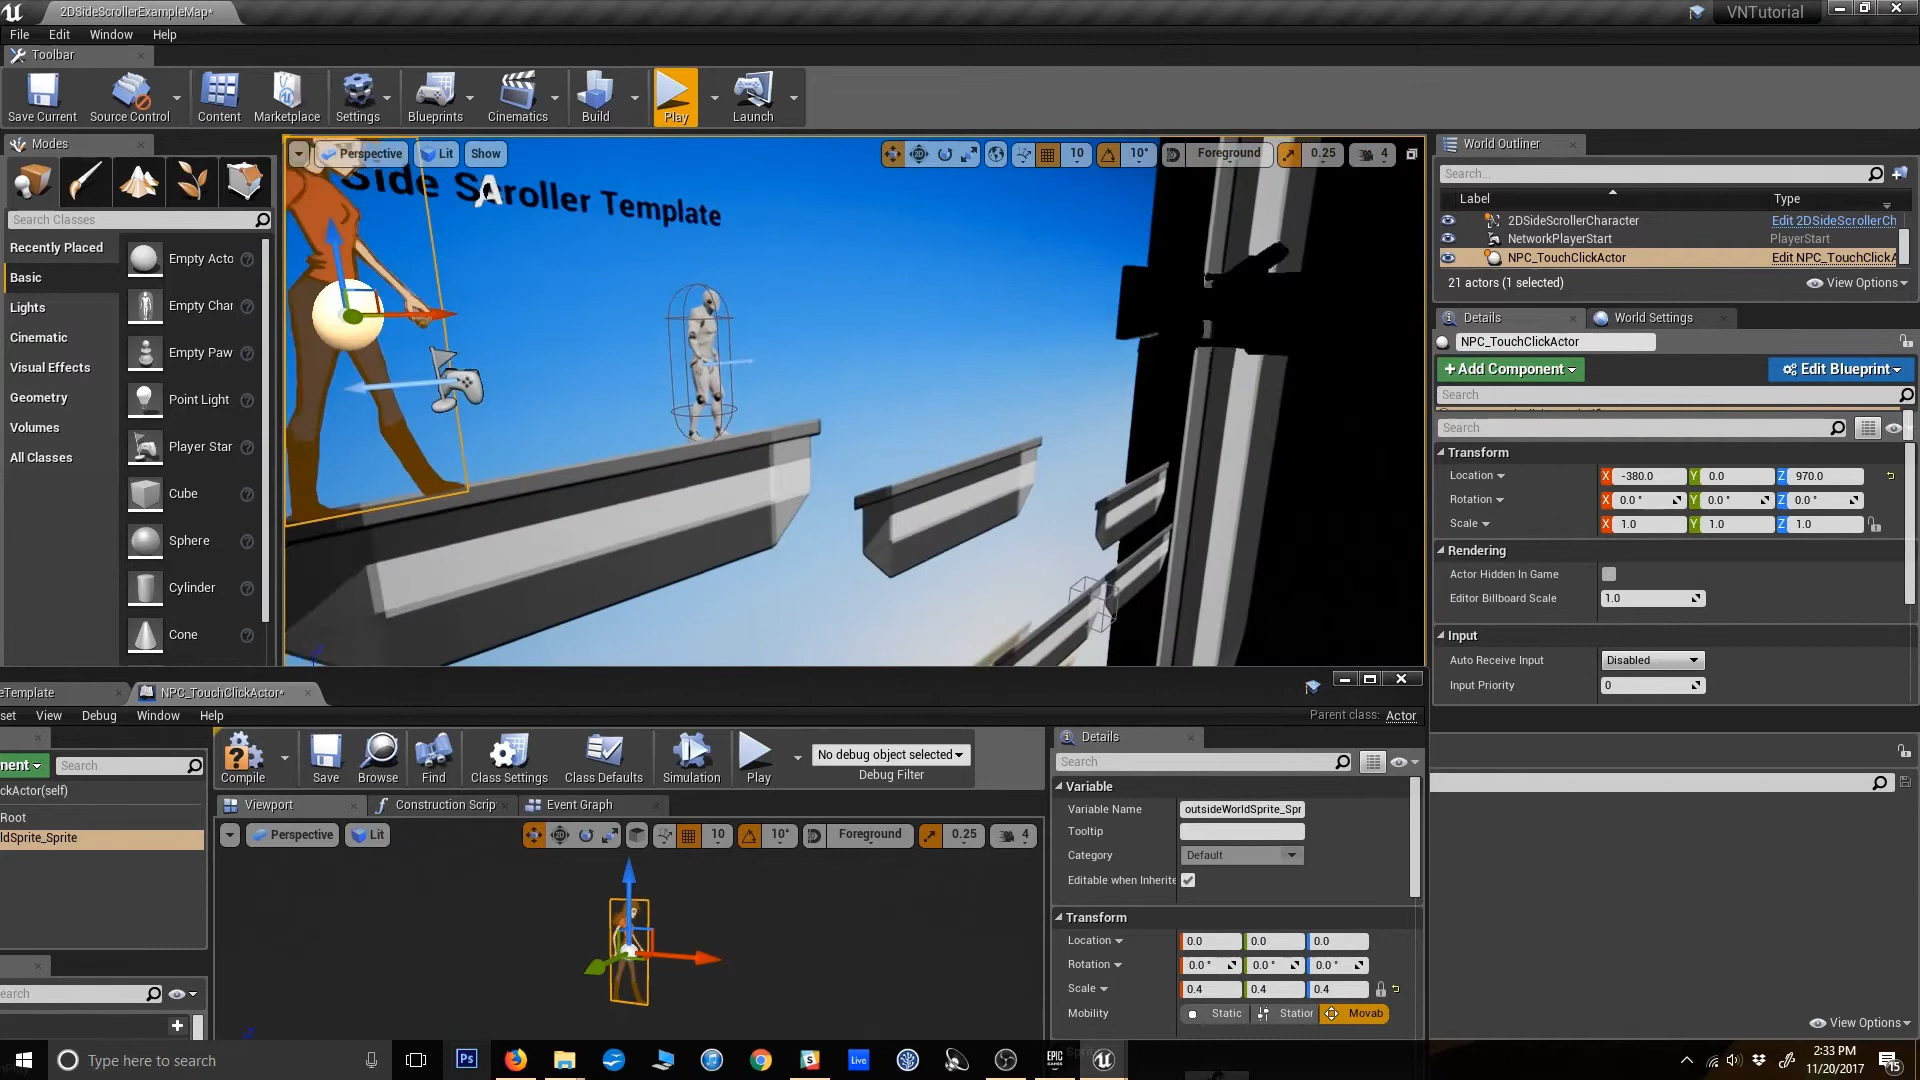 2DSideScrollerExampleMap*
VNTutorial
File
Edit
Window
Help
Toolbar
Save Current
Source Control
Content
Marketplace
Settings
Blueprints
Cinematics
Build
Play
Launch
Modes
Search Classes
Recently Placed
Basic
Lights
Cinematic
Visual Effects
Geometry
Volumes
All Classes
Empty Acto
Empty Char
Empty Paw
Point Light
Player Star
Cube
Sphere
Cylinder
Cone
Perspective
Lit
Show
10
10°
Foreground
0.25
4
Side Scroller Template
World Outliner
Search...
Label
Type
2DSideScrollerCharacter
Edit 2DSideScrollerCh
NetworkPlayerStart
PlayerStart
NPC_TouchClickActor
Edit NPC_TouchClickA
21 actors (1 selected)
View Options
Details
World Settings
NPC_TouchClickActor
+Add Component
Edit Blueprint
Search
Search
Transform
Location
X -380.0
Y 0.0
Z 970.0
Rotation
X 0.0 °
Y 0.0 °
Z 0.0 °
Scale
X 1.0
Y 1.0
Z 1.0
Rendering
Actor Hidden In Game
Editor Billboard Scale
1.0
Input
Auto Receive Input
Disabled
Input Priority
0
eTemplate
NPC_TouchClickActor*
set
View
Debug
Window
Help
Parent class: Actor
nent
Search
ckActor(self)
Root
ldSprite_Sprite
earch
Compile
Save
Browse
Find
Class Settings
Class Defaults
Simulation
Play
No debug object selected
Debug Filter
Viewport
Construction Scrip
Event Graph
Perspective
Lit
10
10°
Foreground
0.25
4
Details
Search
Variable
Variable Name
outsideWorldSprite_Spr
Tooltip
Category
Default
Editable when Inherite
Transform
Location
0.0
0.0
0.0
Rotation
0.0 °
0.0 °
0.0 °
Scale
0.4
0.4
0.4
Mobility
Static
Station
Movab
View Options
Type here to search
Ps
Live
EPIC
GAMES
2:33 PM
11/20/2017
15